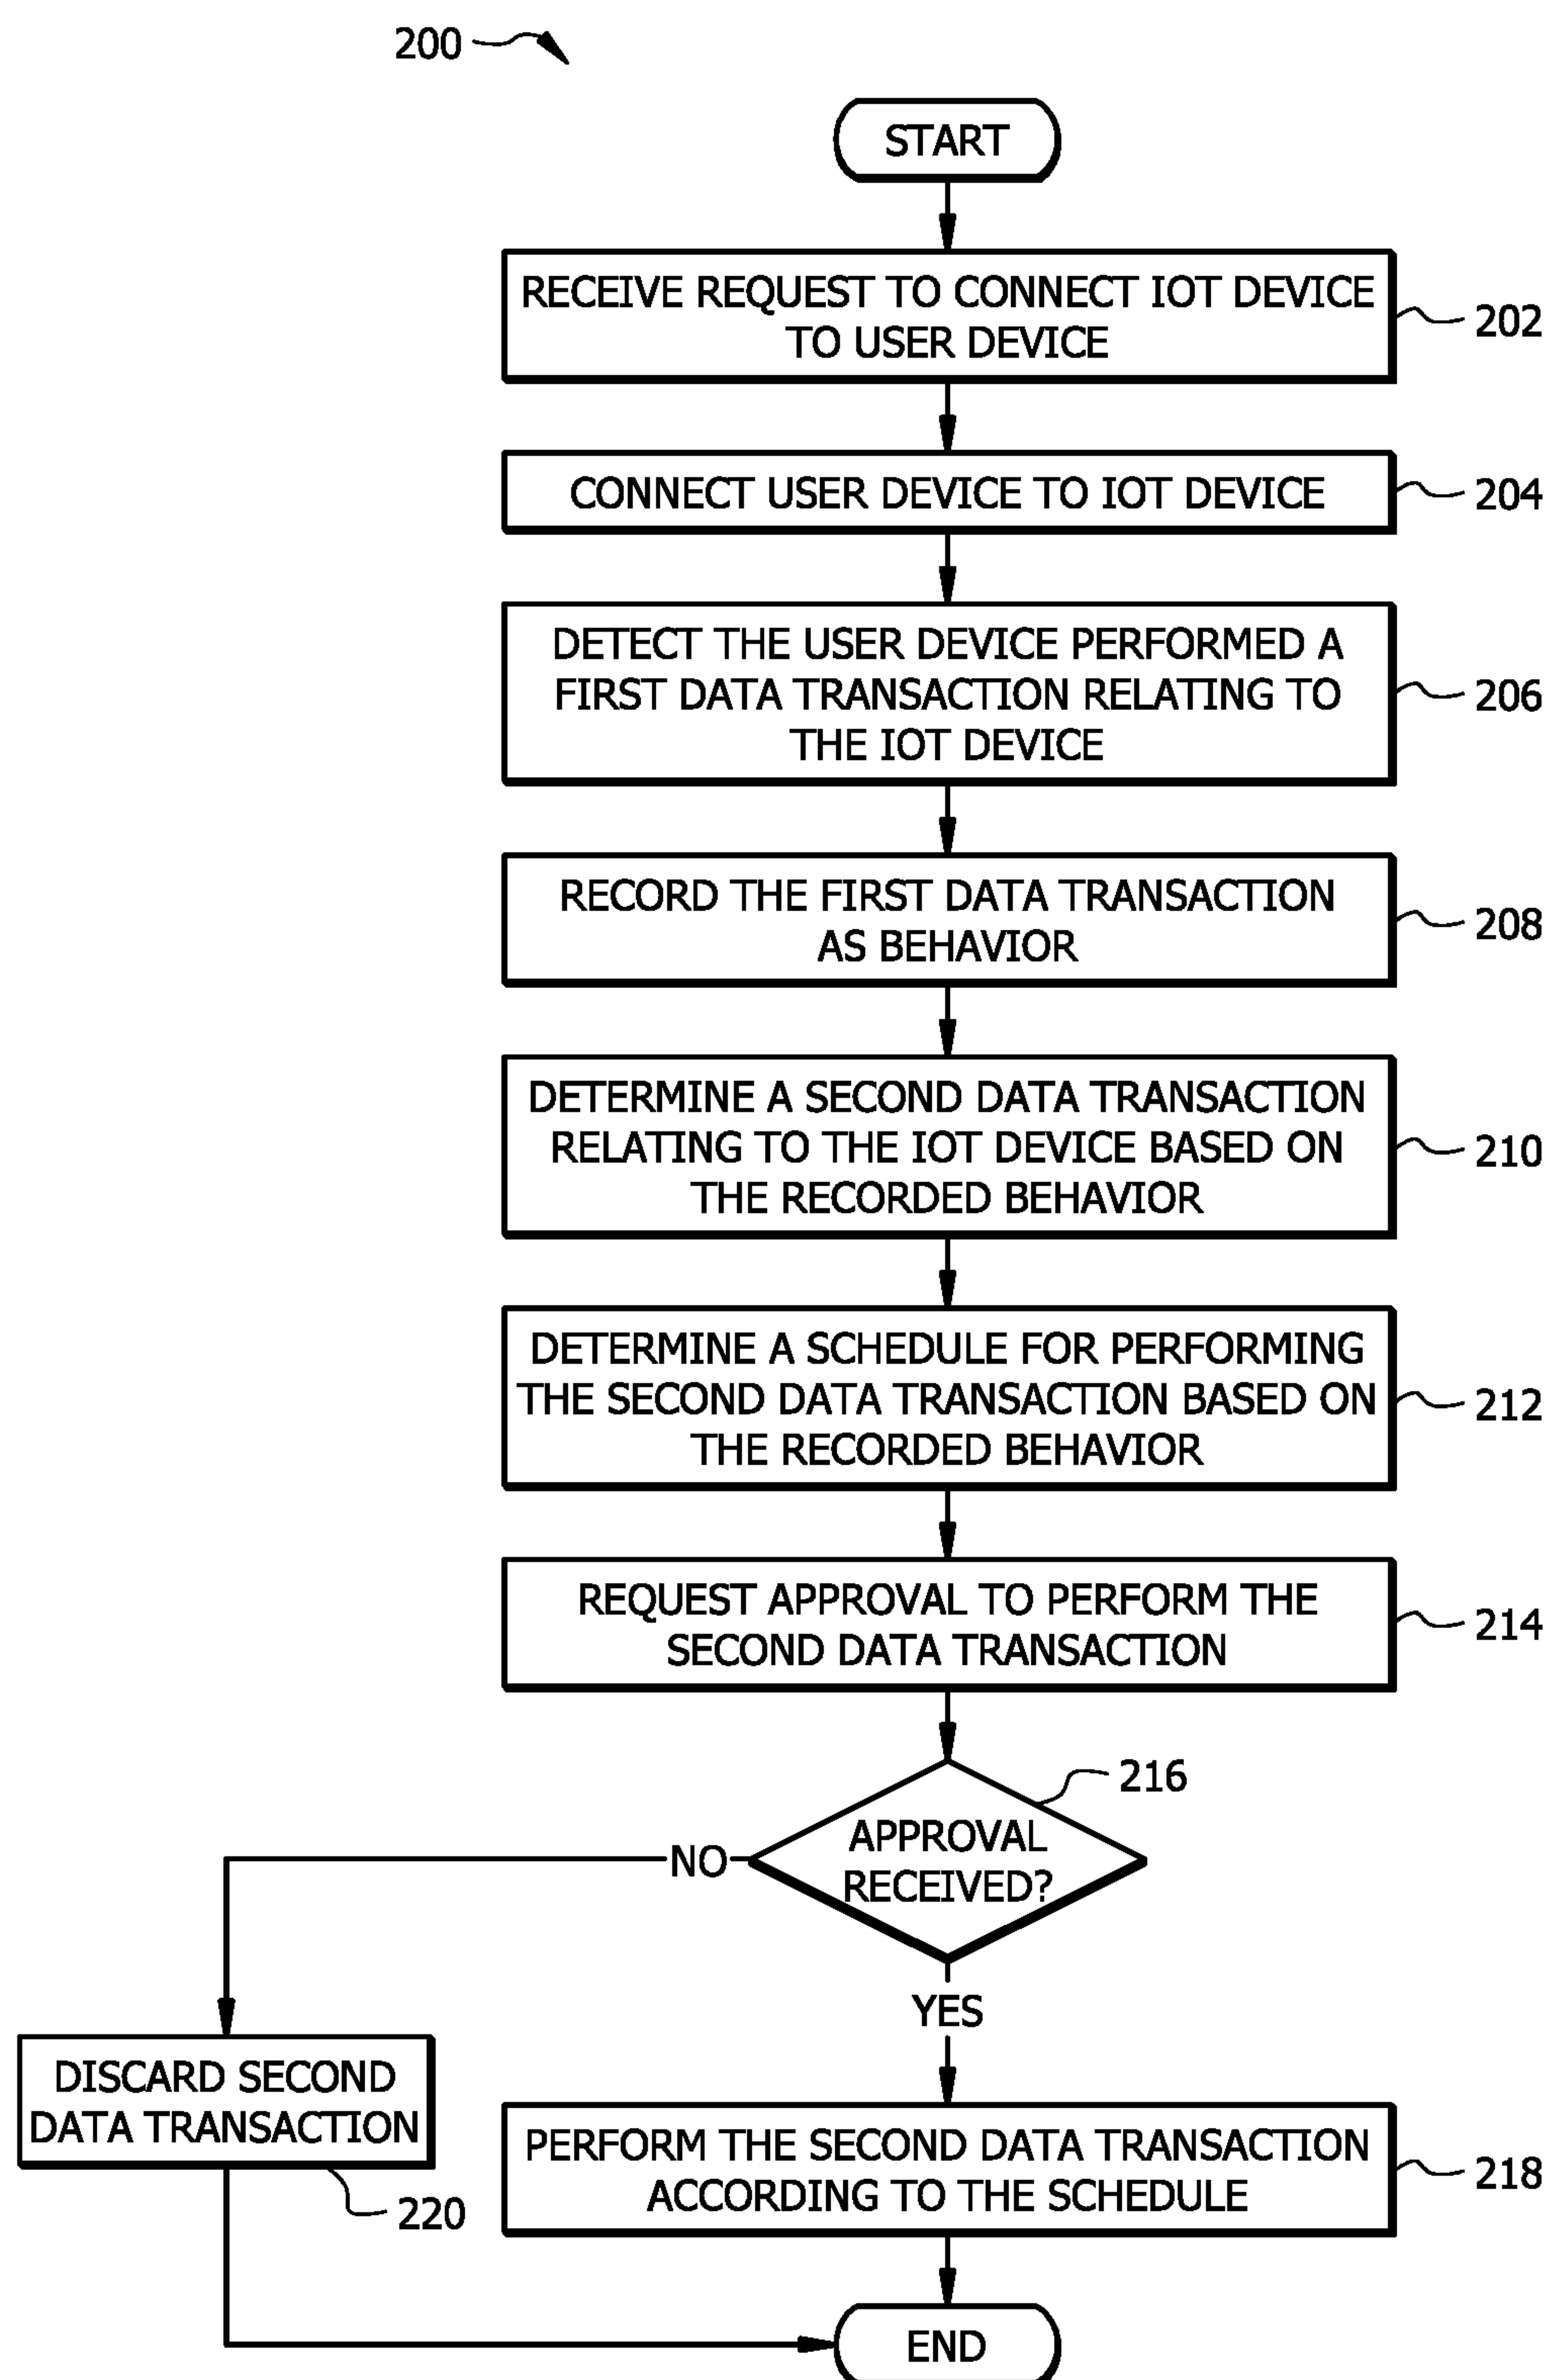 200
START
RECEIVE REQUEST TO CONNECT IOT DEVICE
TO USER DEVICE
202
CONNECT USER DEVICE TO IOT DEVICE
204
DETECT THE USER DEVICE PERFORMED A
FIRST DATA TRANSACTION RELATING TO
THE IOT DEVICE
206
RECORD THE FIRST DATA TRANSACTION
AS BEHAVIOR
208
DETERMINE A SECOND DATA TRANSACTION
RELATING TO THE IOT DEVICE BASED ON
THE RECORDED BEHAVIOR
210
DETERMINE A SCHEDULE FOR PERFORMING
THE SECOND DATA TRANSACTION BASED ON
THE RECORDED BEHAVIOR
212
REQUEST APPROVAL TO PERFORM THE
SECOND DATA TRANSACTION
214
216
APPROVAL
RECEIVED?
NO
YES
DISCARD SECOND
DATA TRANSACTION
220
PERFORM THE SECOND DATA TRANSACTION
ACCORDING TO THE SCHEDULE
218
END